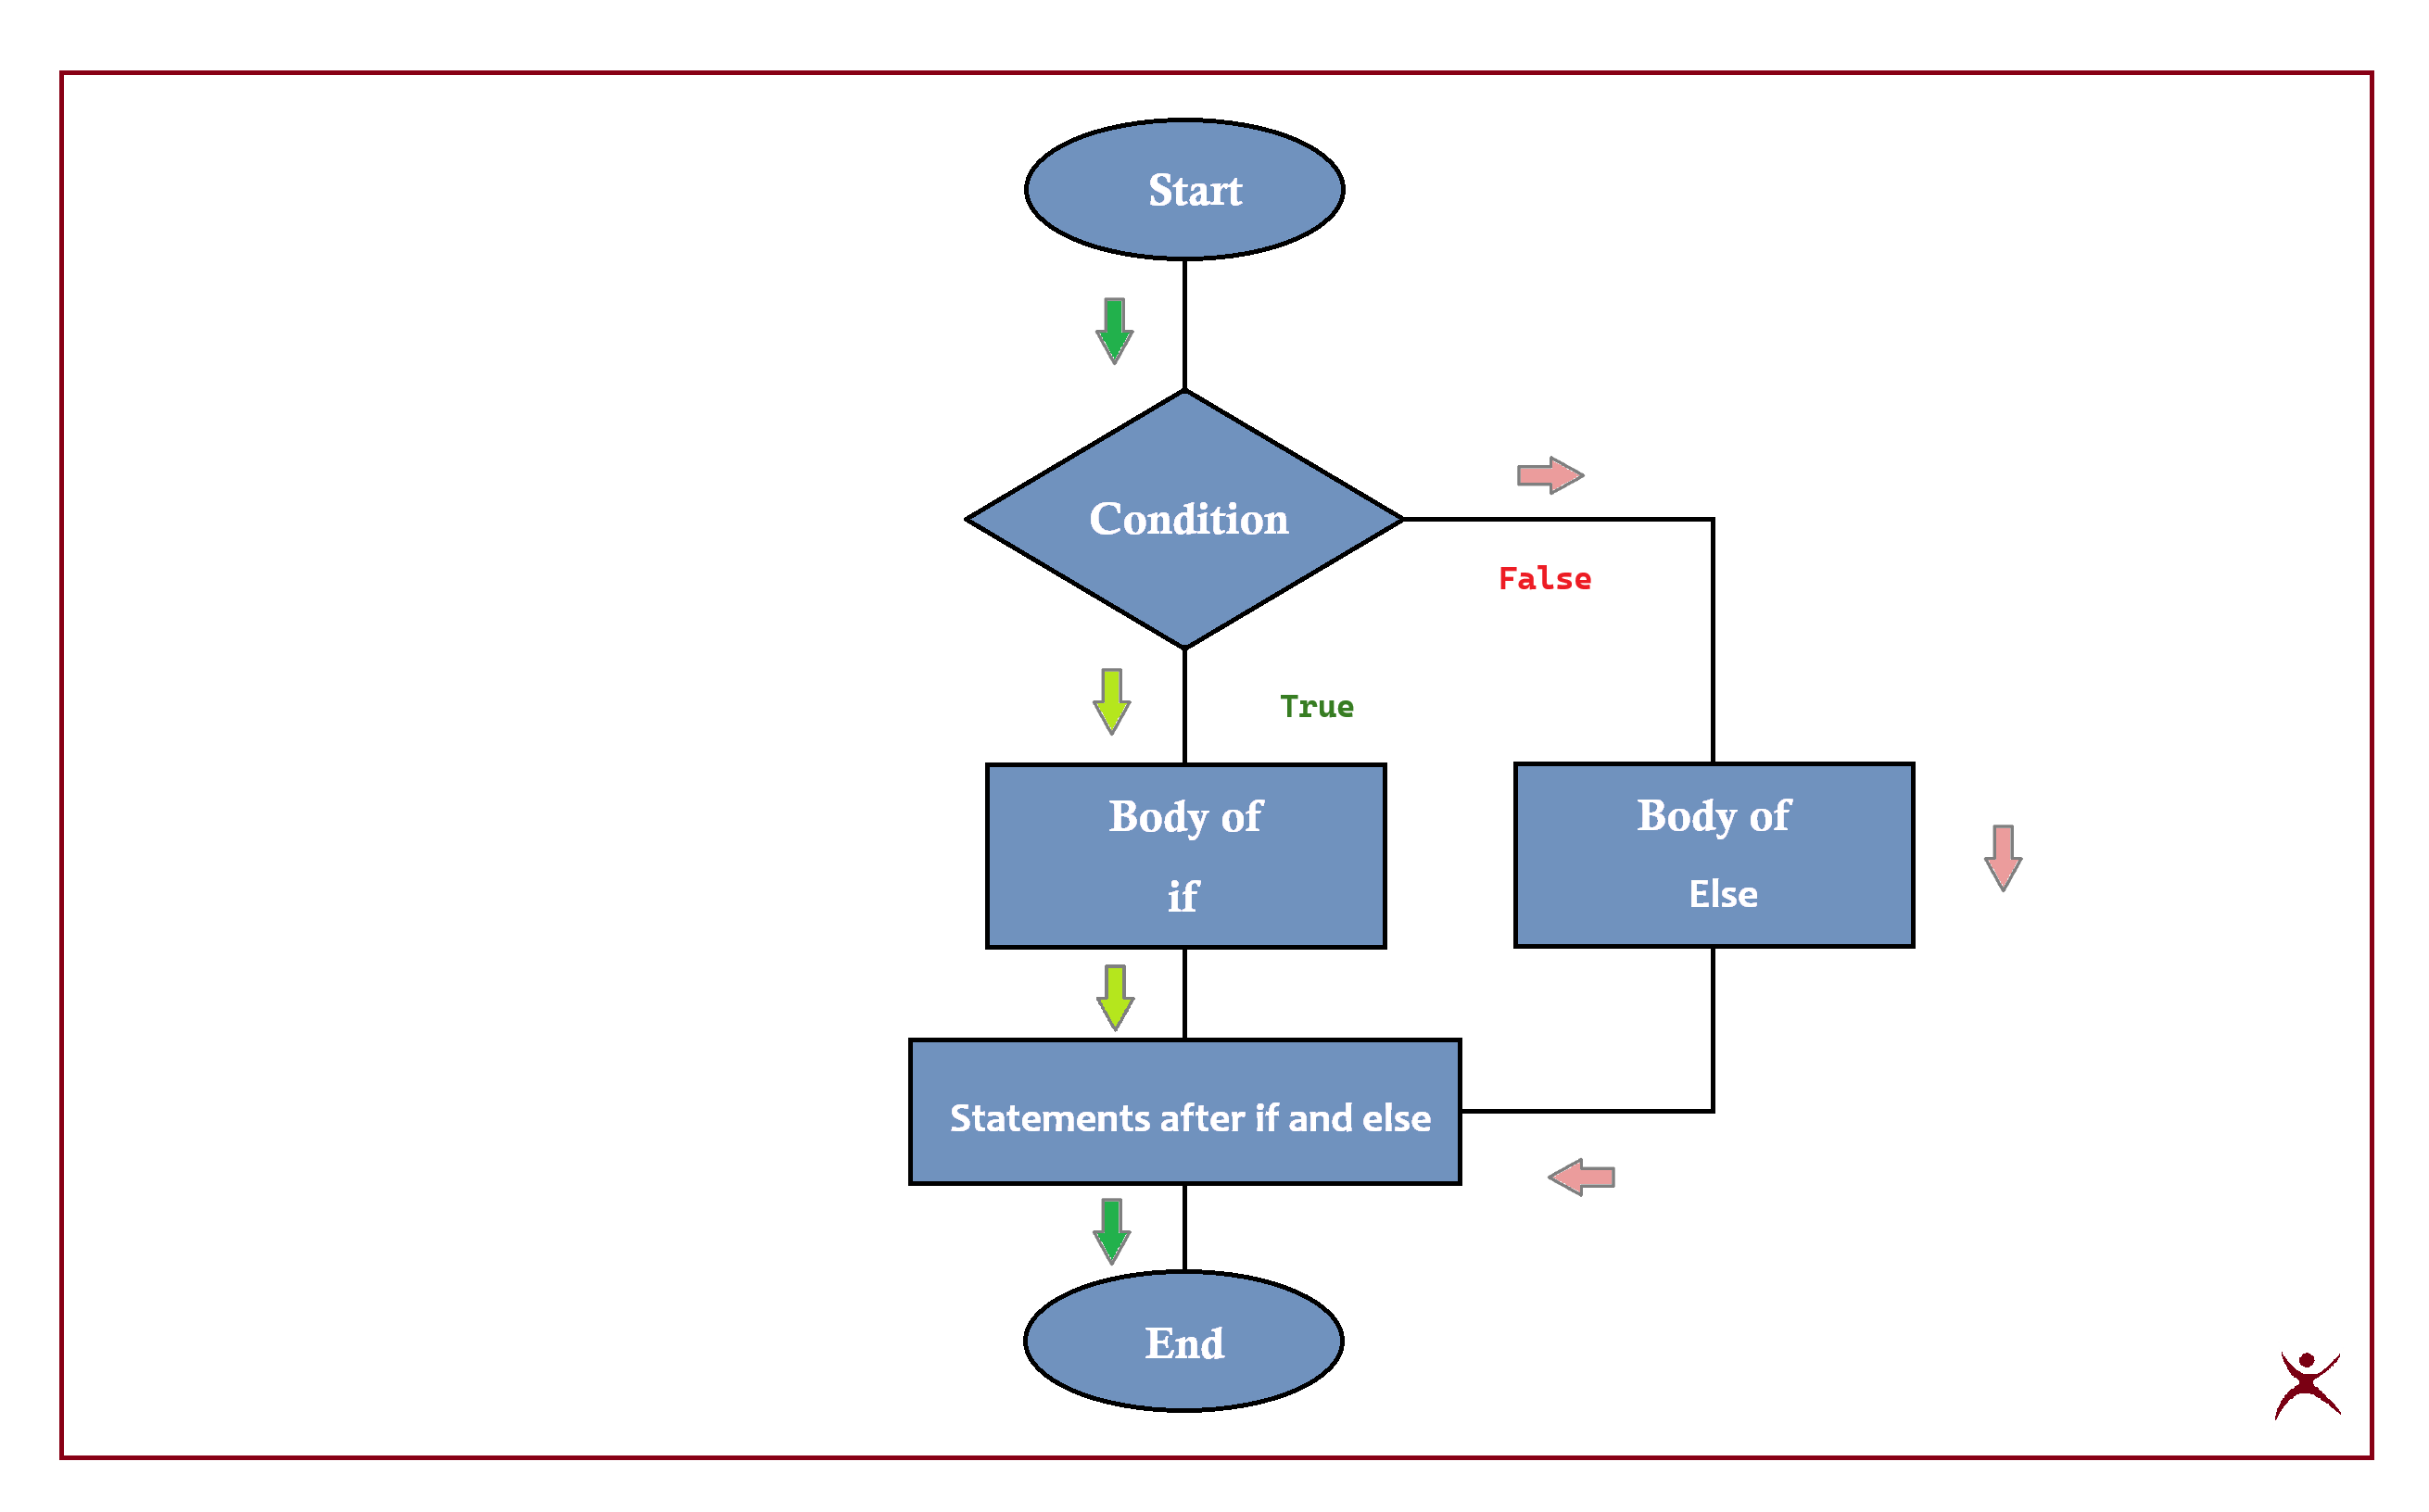 Start
Condition
False
True
Body of
if
Body of
Else
Statements after if and else
End